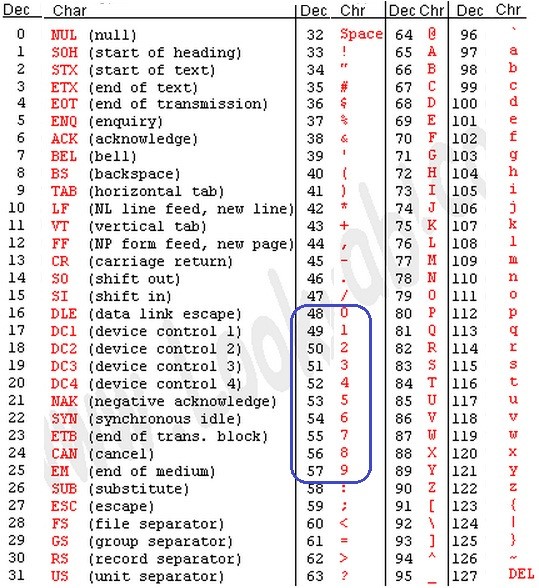 Dec Char Dec Chr Dec Chr Dec Chr
0 NUL (null) 32 Space 64 @ 96 `
1 SOH (start of heading) 33 ! 65 A 97 a
2 STX (start of text) 34 " 66 B 98 b
3 ETX (end of text) 35 # 67 C 99 c
4 EOT (end of transmission) 36 $ 68 D 100 d
5 ENQ (enquiry) 37 % 69 E 101 e
6 ACK (acknowledge) 38 & 70 F 102 f
7 BEL (bell) 39 ' 71 G 103 g
8 BS (backspace) 40 ( 72 H 104 h
9 TAB (horizontal tab) 41 ) 73 I 105 i
10 LF (NL line feed, new line) 42 * 74 J 106 j
11 VT (vertical tab) 43 + 75 K 107 k
12 FF (NP form feed, new page) 44 , 76 L 108 l
13 CR (carriage return) 45 - 77 M 109 m
14 SO (shift out) 46 . 78 N 110 n
15 SI (shift in) 47 / 79 O 111 o
16 DLE (data link escape) 48 0 80 P 112 p
17 DC1 (device control 1) 49 1 81 Q 113 q
18 DC2 (device control 2) 50 2 82 R 114 r
19 DC3 (device control 3) 51 3 83 S 115 s
20 DC4 (device control 4) 52 4 84 T 116 t
21 NAK (negative acknowledge) 53 5 85 U 117 u
22 SYN (synchronous idle) 54 6 86 V 118 v
23 ETB (end of trans. block) 55 7 87 W 119 w
24 CAN (cancel) 56 8 88 X 120 x
25 EM (end of medium) 57 9 89 Y 121 y
26 SUB (substitute) 58 : 90 Z 122 z
27 ESC (escape) 59 ; 91 [ 123 {
28 FS (file separator) 60 < 92 \ 124 |
29 GS (group separator) 61 = 93 ] 125 }
30 RS (record separator) 62 > 94 ^ 126 ~
31 US (unit separator) 63 ? 95 _ 127 DEL